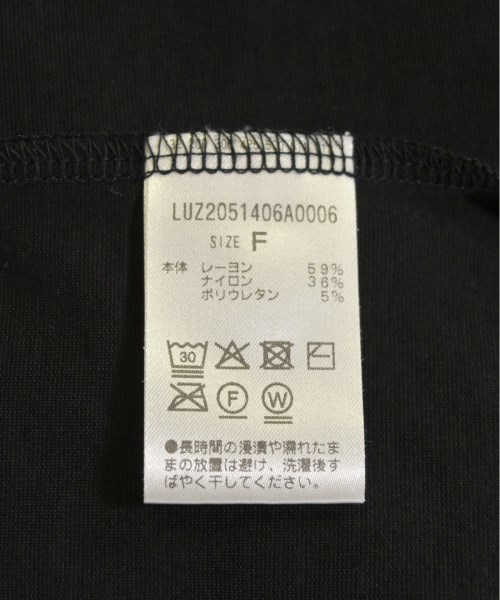 LUZ2051406A0006
SIZE F
本体 レーヨン 59%
ナイロン 36%
ポリウレタン 5%
30
F W
●長時間の浸漬や濡れたま
まの放置は避け、洗濯後す
ばやく干してください。